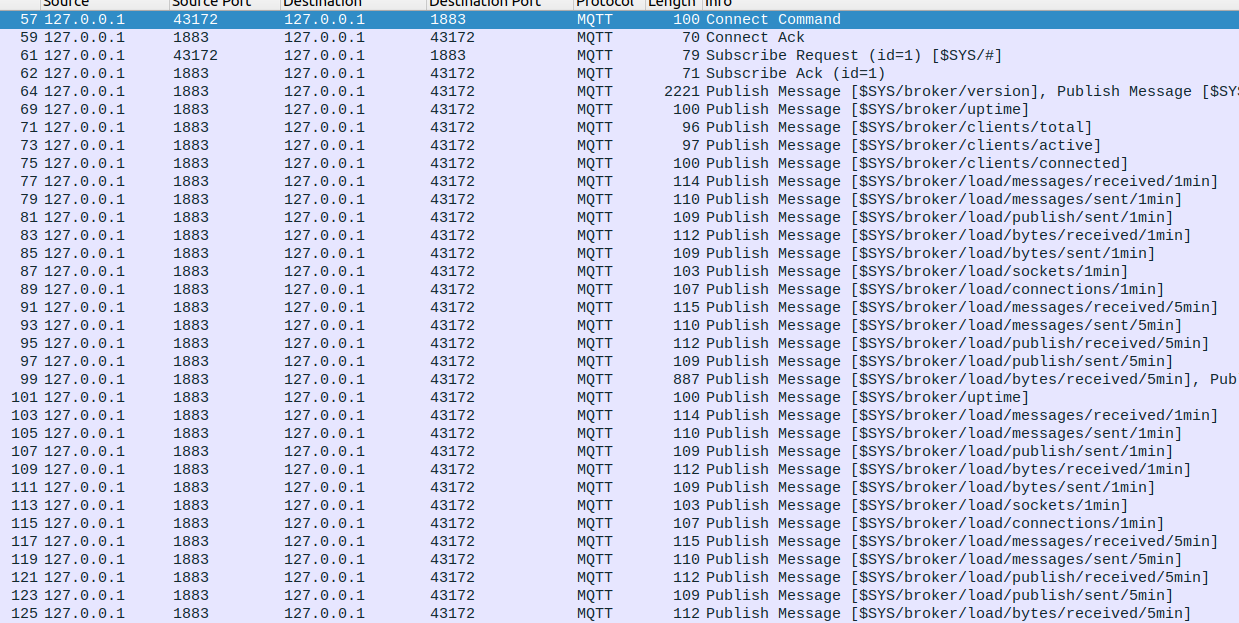 Source Source Port Destination Destination Port Protocol Length Info
57 127.0.0.1 43172 127.0.0.1 1883 MQTT 100 Connect Command
59 127.0.0.1 1883 127.0.0.1 43172 MQTT 70 Connect Ack
61 127.0.0.1 43172 127.0.0.1 1883 MQTT 79 Subscribe Request (id=1) [$SYS/#]
62 127.0.0.1 1883 127.0.0.1 43172 MQTT 71 Subscribe Ack (id=1)
64 127.0.0.1 1883 127.0.0.1 43172 MQTT 2221 Publish Message [$SYS/broker/version], Publish Message [$SYS
69 127.0.0.1 1883 127.0.0.1 43172 MQTT 100 Publish Message [$SYS/broker/uptime]
71 127.0.0.1 1883 127.0.0.1 43172 MQTT 96 Publish Message [$SYS/broker/clients/total]
73 127.0.0.1 1883 127.0.0.1 43172 MQTT 97 Publish Message [$SYS/broker/clients/active]
75 127.0.0.1 1883 127.0.0.1 43172 MQTT 100 Publish Message [$SYS/broker/clients/connected]
77 127.0.0.1 1883 127.0.0.1 43172 MQTT 114 Publish Message [$SYS/broker/load/messages/received/1min]
79 127.0.0.1 1883 127.0.0.1 43172 MQTT 110 Publish Message [$SYS/broker/load/messages/sent/1min]
81 127.0.0.1 1883 127.0.0.1 43172 MQTT 109 Publish Message [$SYS/broker/load/publish/sent/1min]
83 127.0.0.1 1883 127.0.0.1 43172 MQTT 112 Publish Message [$SYS/broker/load/bytes/received/1min]
85 127.0.0.1 1883 127.0.0.1 43172 MQTT 109 Publish Message [$SYS/broker/load/bytes/sent/1min]
87 127.0.0.1 1883 127.0.0.1 43172 MQTT 103 Publish Message [$SYS/broker/load/sockets/1min]
89 127.0.0.1 1883 127.0.0.1 43172 MQTT 107 Publish Message [$SYS/broker/load/connections/1min]
91 127.0.0.1 1883 127.0.0.1 43172 MQTT 115 Publish Message [$SYS/broker/load/messages/received/5min]
93 127.0.0.1 1883 127.0.0.1 43172 MQTT 110 Publish Message [$SYS/broker/load/messages/sent/5min]
95 127.0.0.1 1883 127.0.0.1 43172 MQTT 112 Publish Message [$SYS/broker/load/publish/received/5min]
97 127.0.0.1 1883 127.0.0.1 43172 MQTT 109 Publish Message [$SYS/broker/load/publish/sent/5min]
99 127.0.0.1 1883 127.0.0.1 43172 MQTT 887 Publish Message [$SYS/broker/load/bytes/received/5min], Pub
101 127.0.0.1 1883 127.0.0.1 43172 MQTT 100 Publish Message [$SYS/broker/uptime]
103 127.0.0.1 1883 127.0.0.1 43172 MQTT 114 Publish Message [$SYS/broker/load/messages/received/1min]
105 127.0.0.1 1883 127.0.0.1 43172 MQTT 110 Publish Message [$SYS/broker/load/messages/sent/1min]
107 127.0.0.1 1883 127.0.0.1 43172 MQTT 109 Publish Message [$SYS/broker/load/publish/sent/1min]
109 127.0.0.1 1883 127.0.0.1 43172 MQTT 112 Publish Message [$SYS/broker/load/bytes/received/1min]
111 127.0.0.1 1883 127.0.0.1 43172 MQTT 109 Publish Message [$SYS/broker/load/bytes/sent/1min]
113 127.0.0.1 1883 127.0.0.1 43172 MQTT 103 Publish Message [$SYS/broker/load/sockets/1min]
115 127.0.0.1 1883 127.0.0.1 43172 MQTT 107 Publish Message [$SYS/broker/load/connections/1min]
117 127.0.0.1 1883 127.0.0.1 43172 MQTT 115 Publish Message [$SYS/broker/load/messages/received/5min]
119 127.0.0.1 1883 127.0.0.1 43172 MQTT 110 Publish Message [$SYS/broker/load/messages/sent/5min]
121 127.0.0.1 1883 127.0.0.1 43172 MQTT 112 Publish Message [$SYS/broker/load/publish/received/5min]
123 127.0.0.1 1883 127.0.0.1 43172 MQTT 109 Publish Message [$SYS/broker/load/publish/sent/5min]
125 127.0.0.1 1883 127.0.0.1 43172 MQTT 112 Publish Message [$SYS/broker/load/bytes/received/5min]